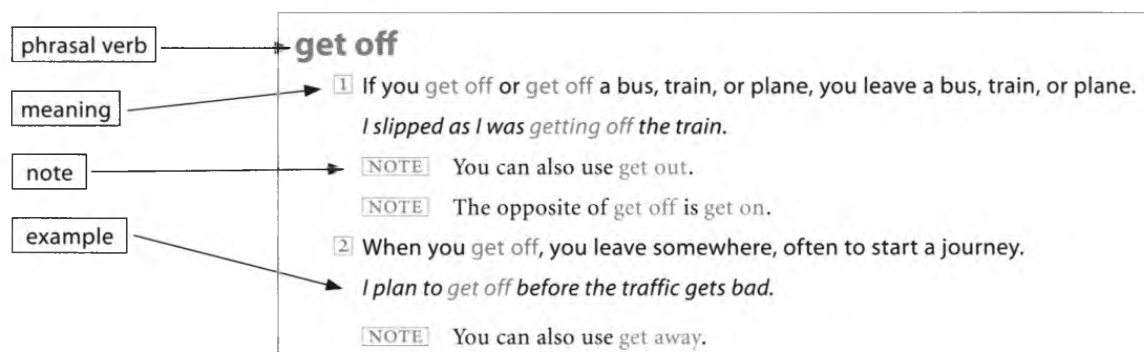 phrasal verb
get off
meaning
1 If you get off or get off a bus, train, or plane, you leave a bus, train, or plane.
I slipped as I was getting off the train.
note
NOTE You can also use get out.
NOTE The opposite of get off is get on.
example
2 When you get off, you leave somewhere, often to start a journey.
I plan to get off before the traffic gets bad.
NOTE You can also use get away.